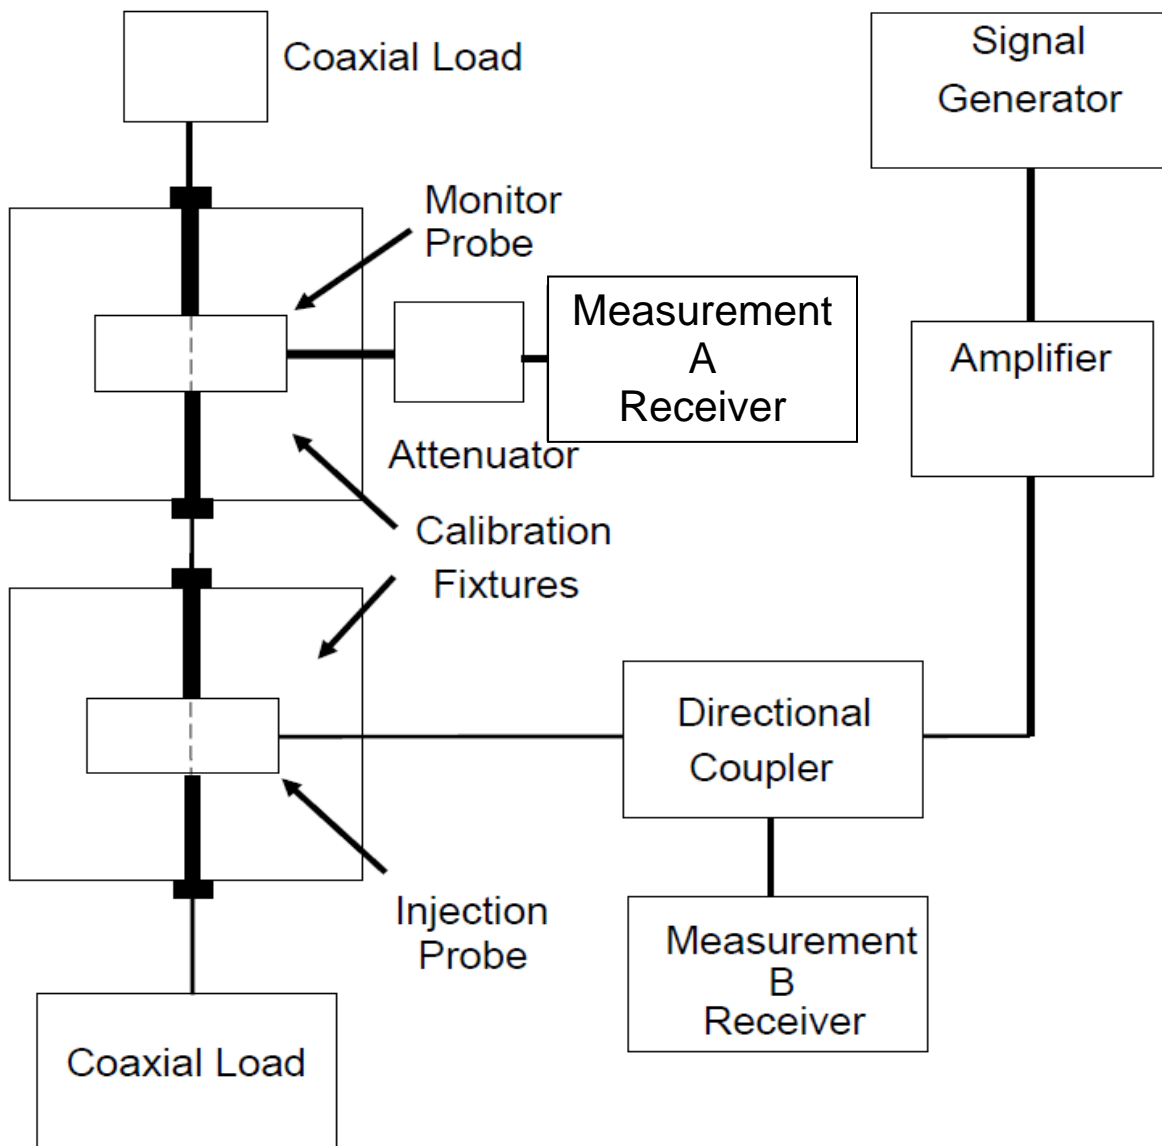 Coaxial Load
Signal
Generator
Monitor
Probe
Measurement
A
Receiver
Amplifier
Attenuator
Calibration
Fixtures
Directional
Coupler
Injection
Probe
Measurement
B
Receiver
Coaxial Load